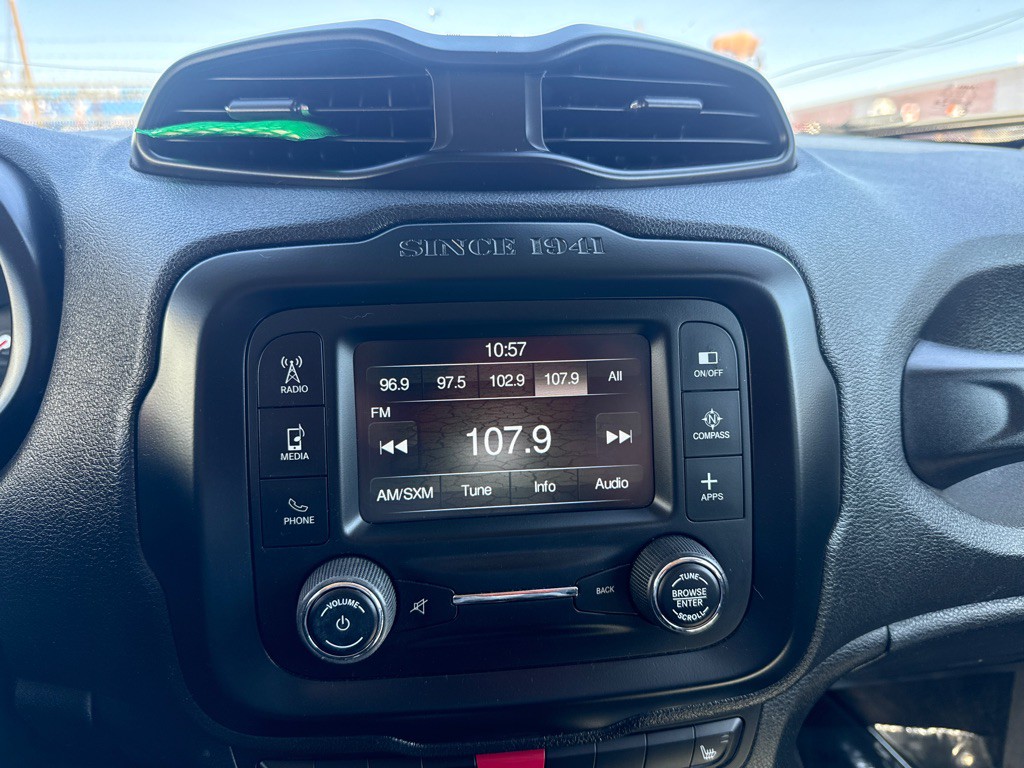 SINCE 1941
10:57
96.9 97.5 102.9 107.9 All
FM
107.9
AM/SXM Tune Info Audio
RADIO
MEDIA
PHONE
ON/OFF
N
COMPASS
APPS
VOLUME
BACK
TUNE
BROWSE
ENTER
SCROLL